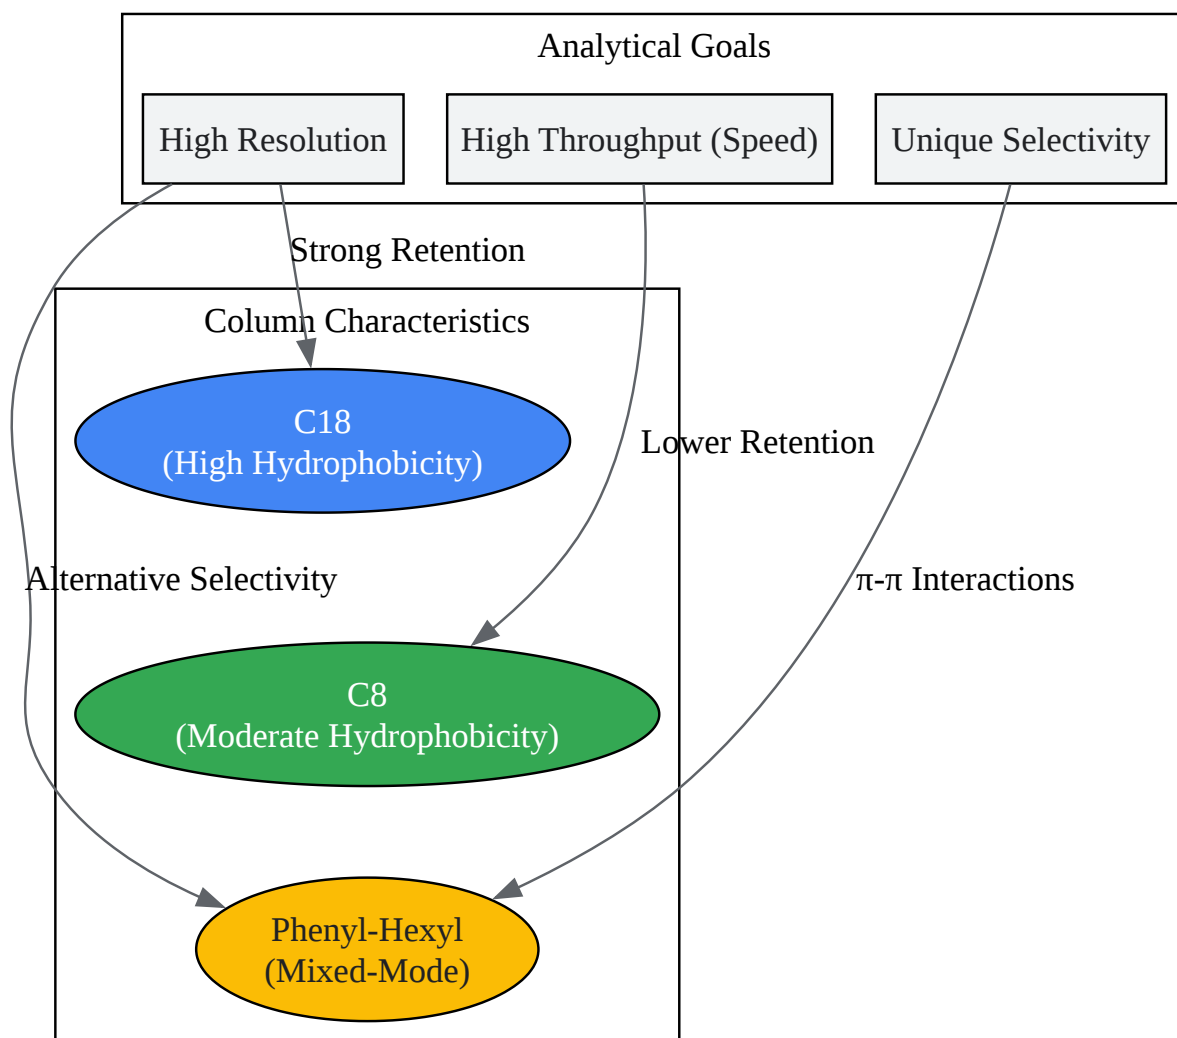 Analytical Goals
High Resolution
High Throughput (Speed)
Unique Selectivity
Strong Retention
Column Characteristics
C18
(High Hydrophobicity)
Lower Retention
Alternative Selectivity
π-π Interactions
C8
(Moderate Hydrophobicity)
Phenyl-Hexyl
(Mixed-Mode)